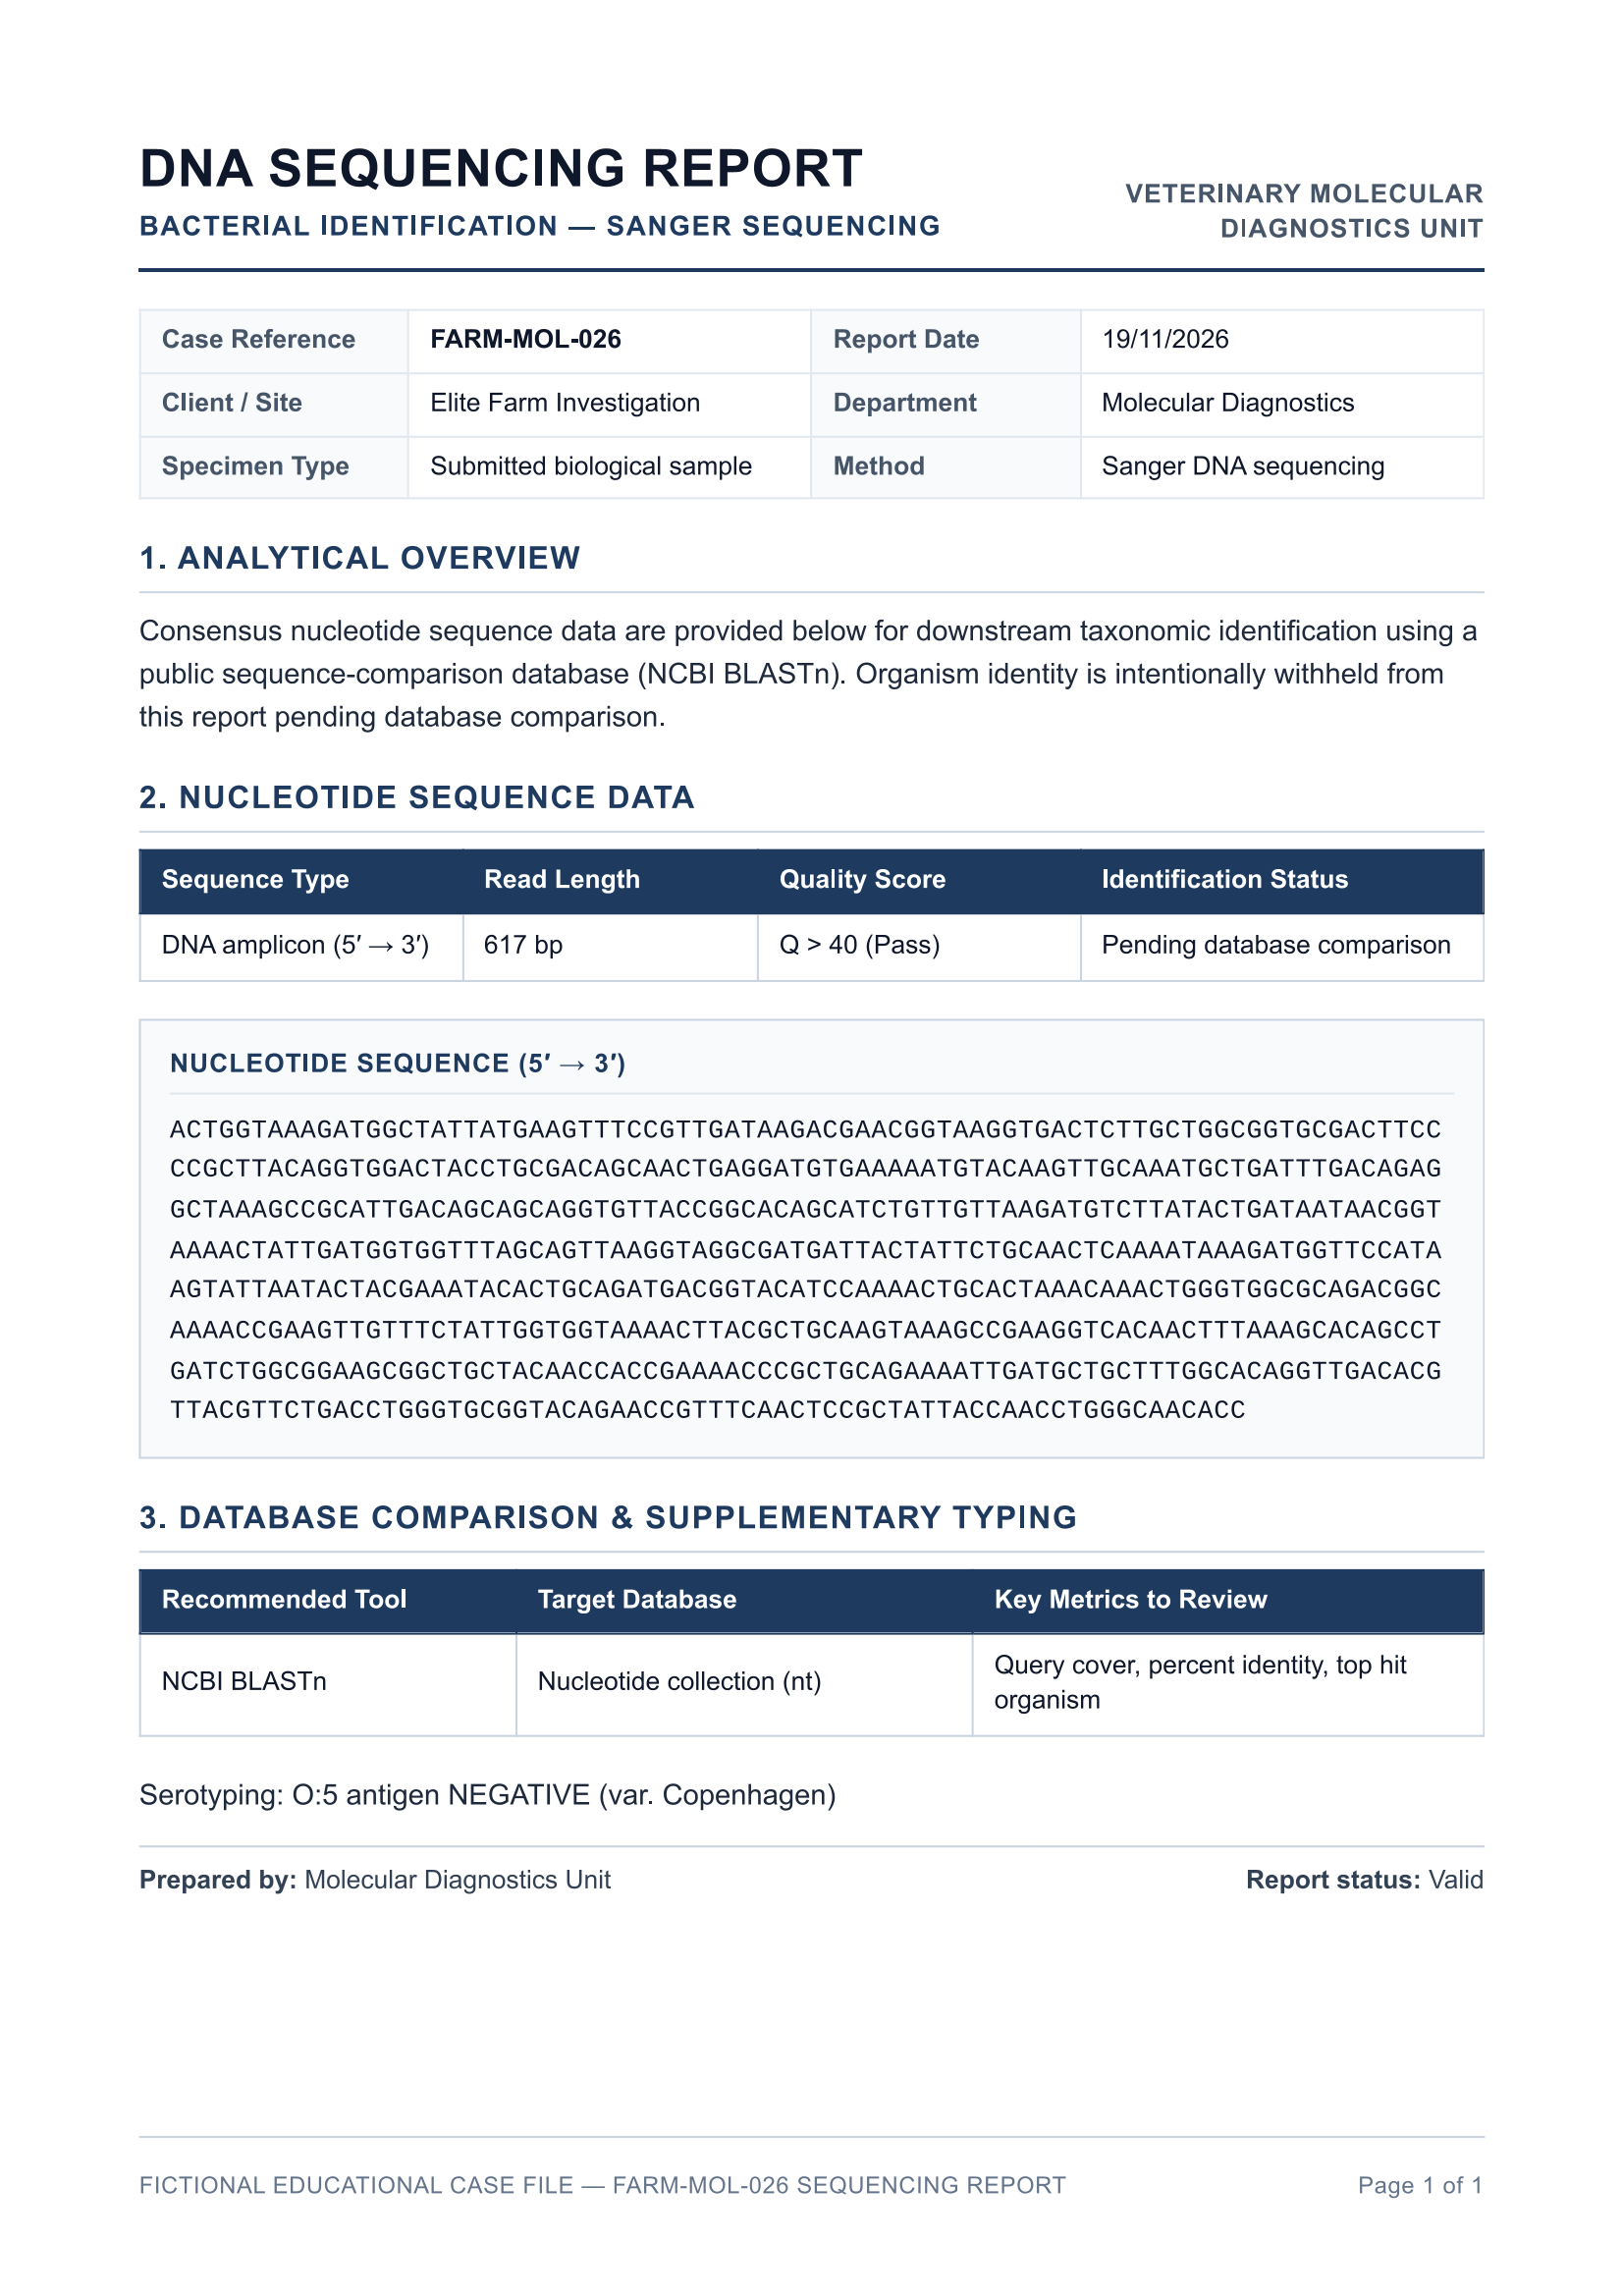 DNA SEQUENCING REPORT
BACTERIAL IDENTIFICATION — SANGER SEQUENCING
VETERINARY MOLECULAR
DIAGNOSTICS UNIT
Case Reference FARM-MOL-026 Report Date 19/11/2026
Client / Site Elite Farm Investigation Department Molecular Diagnostics
Specimen Type Submitted biological sample Method Sanger DNA sequencing
1. ANALYTICAL OVERVIEW
Consensus nucleotide sequence data are provided below for downstream taxonomic identification using a
public sequence-comparison database (NCBI BLASTn). Organism identity is intentionally withheld from
this report pending database comparison.
2. NUCLEOTIDE SEQUENCE DATA
Sequence Type Read Length Quality Score Identification Status
DNA amplicon (5′ → 3′) 617 bp Q > 40 (Pass) Pending database comparison
NUCLEOTIDE SEQUENCE (5′ → 3′)
ACTGGTAAAGATGGCTATTATGAAGTTTCCGTTGATAAGACGAACGGTAAGGTGACTCTTGCTGGCGGTGCGACTTCC
CCGCTTACAGGTGGACTACCTGCGACAGCAACTGAGGATGTGAAAAATGTACAAGTTGCAAATGCTGATTTGACAGAG
GCTAAAGCCGCATTGACAGCAGCAGGTGTTACCGGCACAGCATCTGTTGTTAAGATGTCTTATACTGATAATAACGGT
AAAACTATTGATGGTGGTTTAGCAGTTAAGGTAGGCGATGATTACTATTCTGCAACTCAAAATAAAGATGGTTCCATA
AGTATTAATACTACGAAATACACTGCAGATGACGGTACATCCAAAACTGCACTAAACAAACTGGGTGGCGCAGACGGC
AAAACCGAAGTTGTTTCTATTGGTGGTAAAACTTACGCTGCAAGTAAAGCCGAAGGTCACAACTTTAAAGCACAGCCT
GATCTGGCGGAAGCGGCTGCTACAACCACCGAAAACCCGCTGCAGAAAATTGATGCTGCTTTGGCACAGGTTGACACG
TTACGTTCTGACCTGGGTGCGGTACAGAACCGTTTCAACTCCGCTATTACCAACCTGGGCAACACC
3. DATABASE COMPARISON & SUPPLEMENTARY TYPING
Recommended Tool Target Database Key Metrics to Review
NCBI BLASTn Nucleotide collection (nt) Query cover, percent identity, top hit
organism
Serotyping: O:5 antigen NEGATIVE (var. Copenhagen)
Prepared by: Molecular Diagnostics Unit Report status: Valid
FICTIONAL EDUCATIONAL CASE FILE — FARM-MOL-026 SEQUENCING REPORT Page 1 of 1